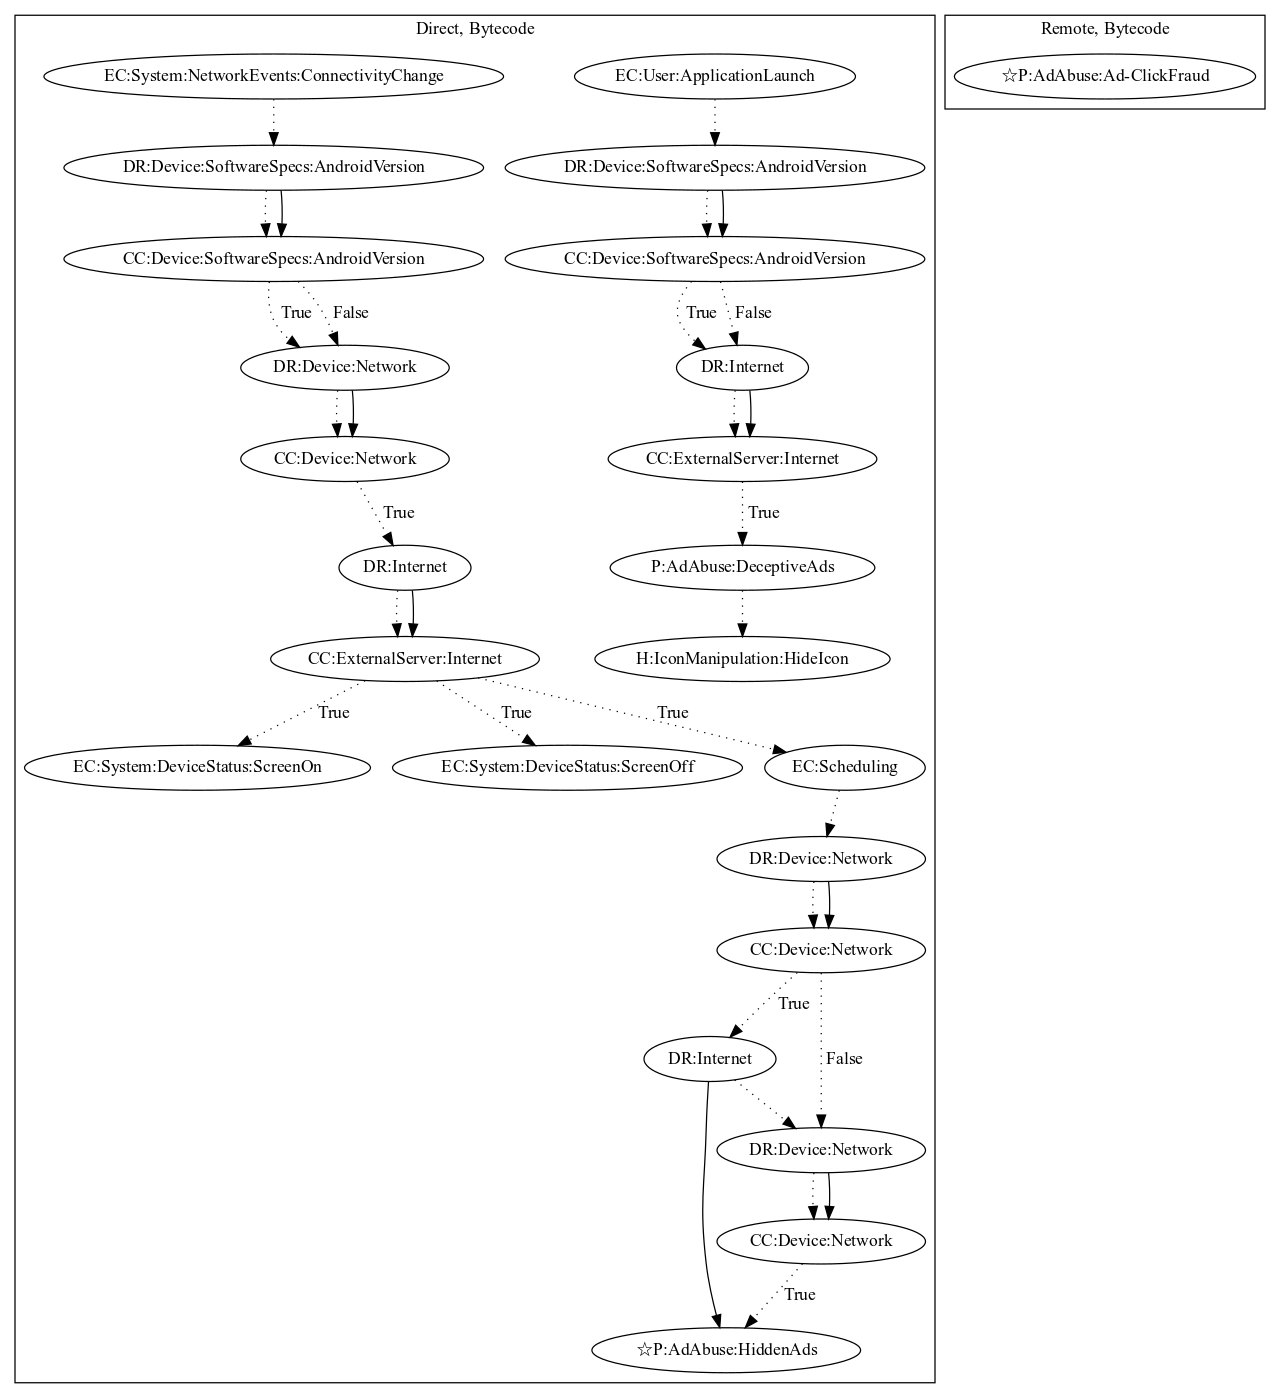 Direct, Bytecode
Remote, Bytecode
EC:System:NetworkEvents:ConnectivityChange
EC:User:ApplicationLaunch
☆P:AdAbuse:Ad-ClickFraud
DR:Device:SoftwareSpecs:AndroidVersion
DR:Device:SoftwareSpecs:AndroidVersion
CC:Device:SoftwareSpecs:AndroidVersion
CC:Device:SoftwareSpecs:AndroidVersion
True
False
True
False
DR:Device:Network
DR:Internet
CC:Device:Network
CC:ExternalServer:Internet
True
True
DR:Internet
P:AdAbuse:DeceptiveAds
CC:ExternalServer:Internet
H:IconManipulation:HideIcon
True
True
True
EC:System:DeviceStatus:ScreenOn
EC:System:DeviceStatus:ScreenOff
EC:Scheduling
DR:Device:Network
CC:Device:Network
True
DR:Internet
False
DR:Device:Network
CC:Device:Network
True
☆P:AdAbuse:HiddenAds